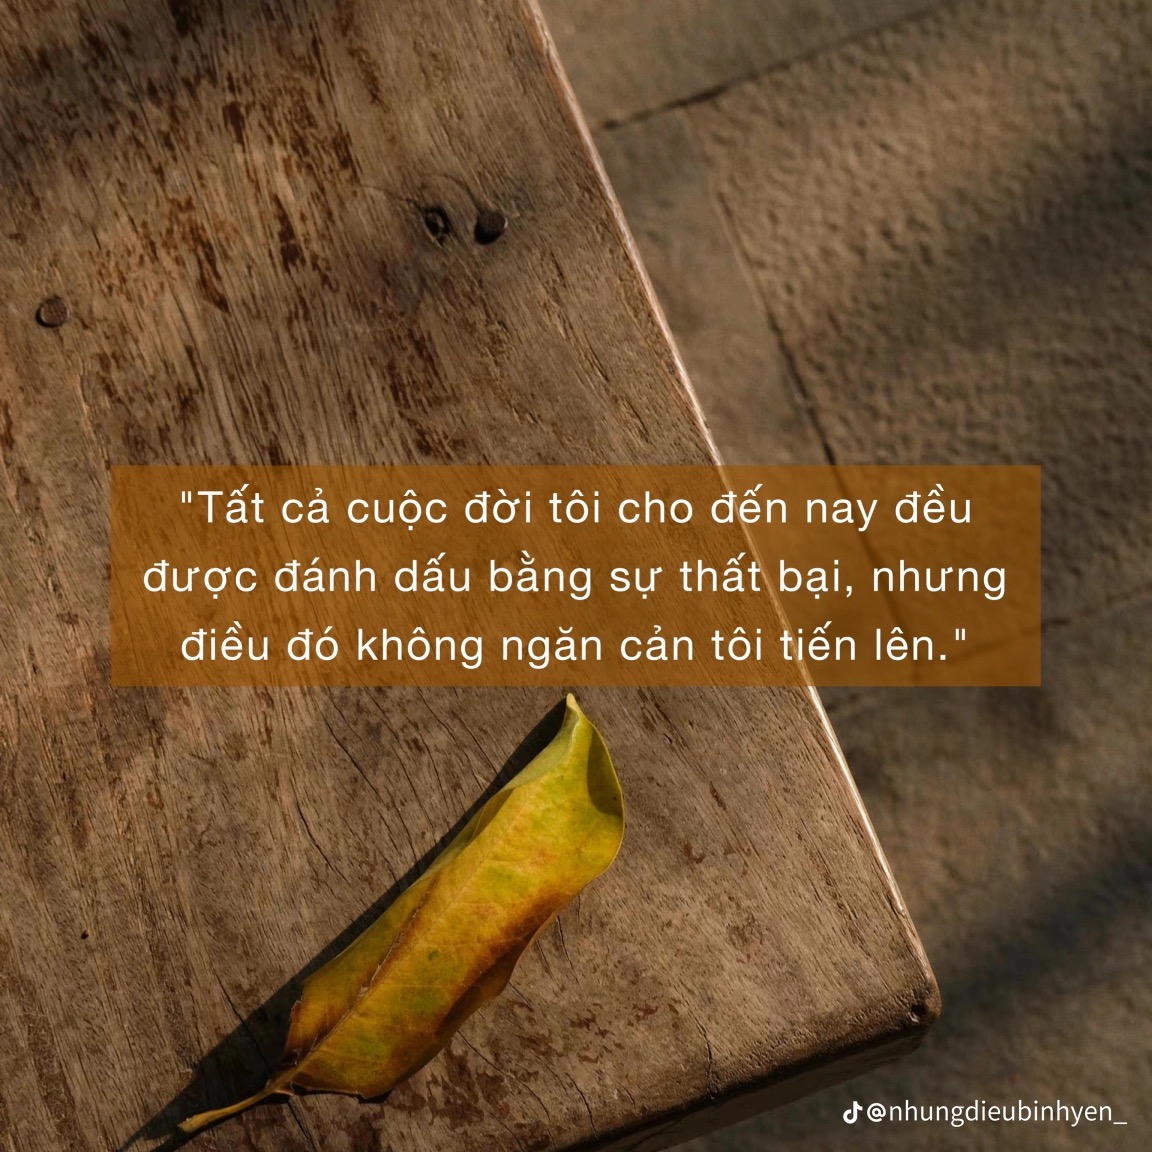 "Tất cả cuộc đời tôi cho đến nay đều
được đánh dấu bằng sự thất bại, nhưng
điều đó không ngăn cản tôi tiến lên."
@nhungdieubinhyen_